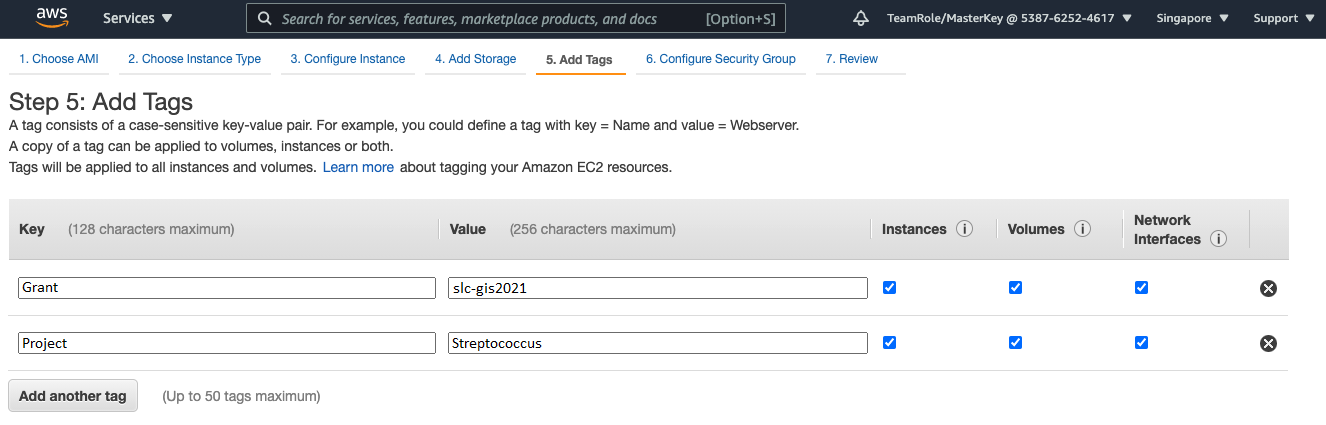 aws Services ▼ Search for services, features, marketplace products, and docs [Option+S] TeamRole/MasterKey @ 5387-6252-4617 ▼ Singapore ▼ Support ▼
1. Choose AMI 2. Choose Instance Type 3. Configure Instance 4. Add Storage 5. Add Tags 6. Configure Security Group 7. Review
Step 5: Add Tags
A tag consists of a case-sensitive key-value pair. For example, you could define a tag with key = Name and value = Webserver.
A copy of a tag can be applied to volumes, instances or both.
Tags will be applied to all instances and volumes. Learn more about tagging your Amazon EC2 resources.
Key (128 characters maximum) Value (256 characters maximum) Instances i Volumes i Network
Interfaces i
Grant slc-gis2021
Project Streptococcus
Add another tag (Up to 50 tags maximum)